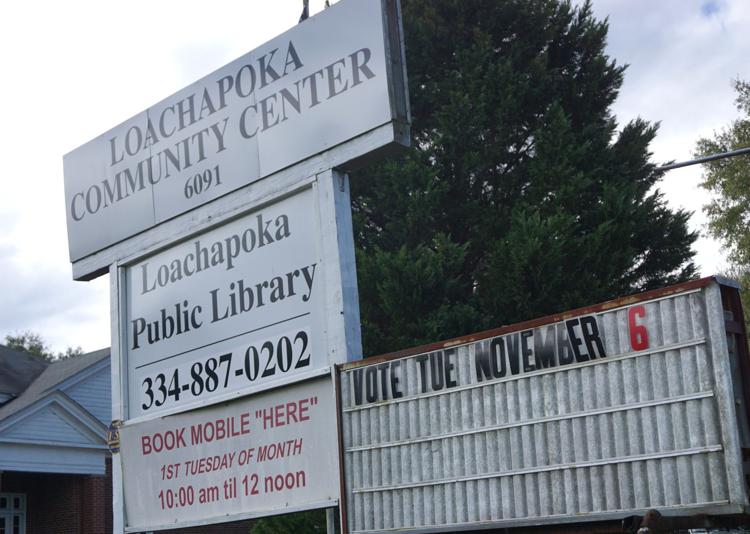 LOACHAPOKA
COMMUNITY CENTER
6091
Loachapoka
Public Library
334-887-0202
BOOK MOBILE "HERE"
1ST TUESDAY OF MONTH
10:00 am til 12 noon
VOTE TUE NOVEMBER 6